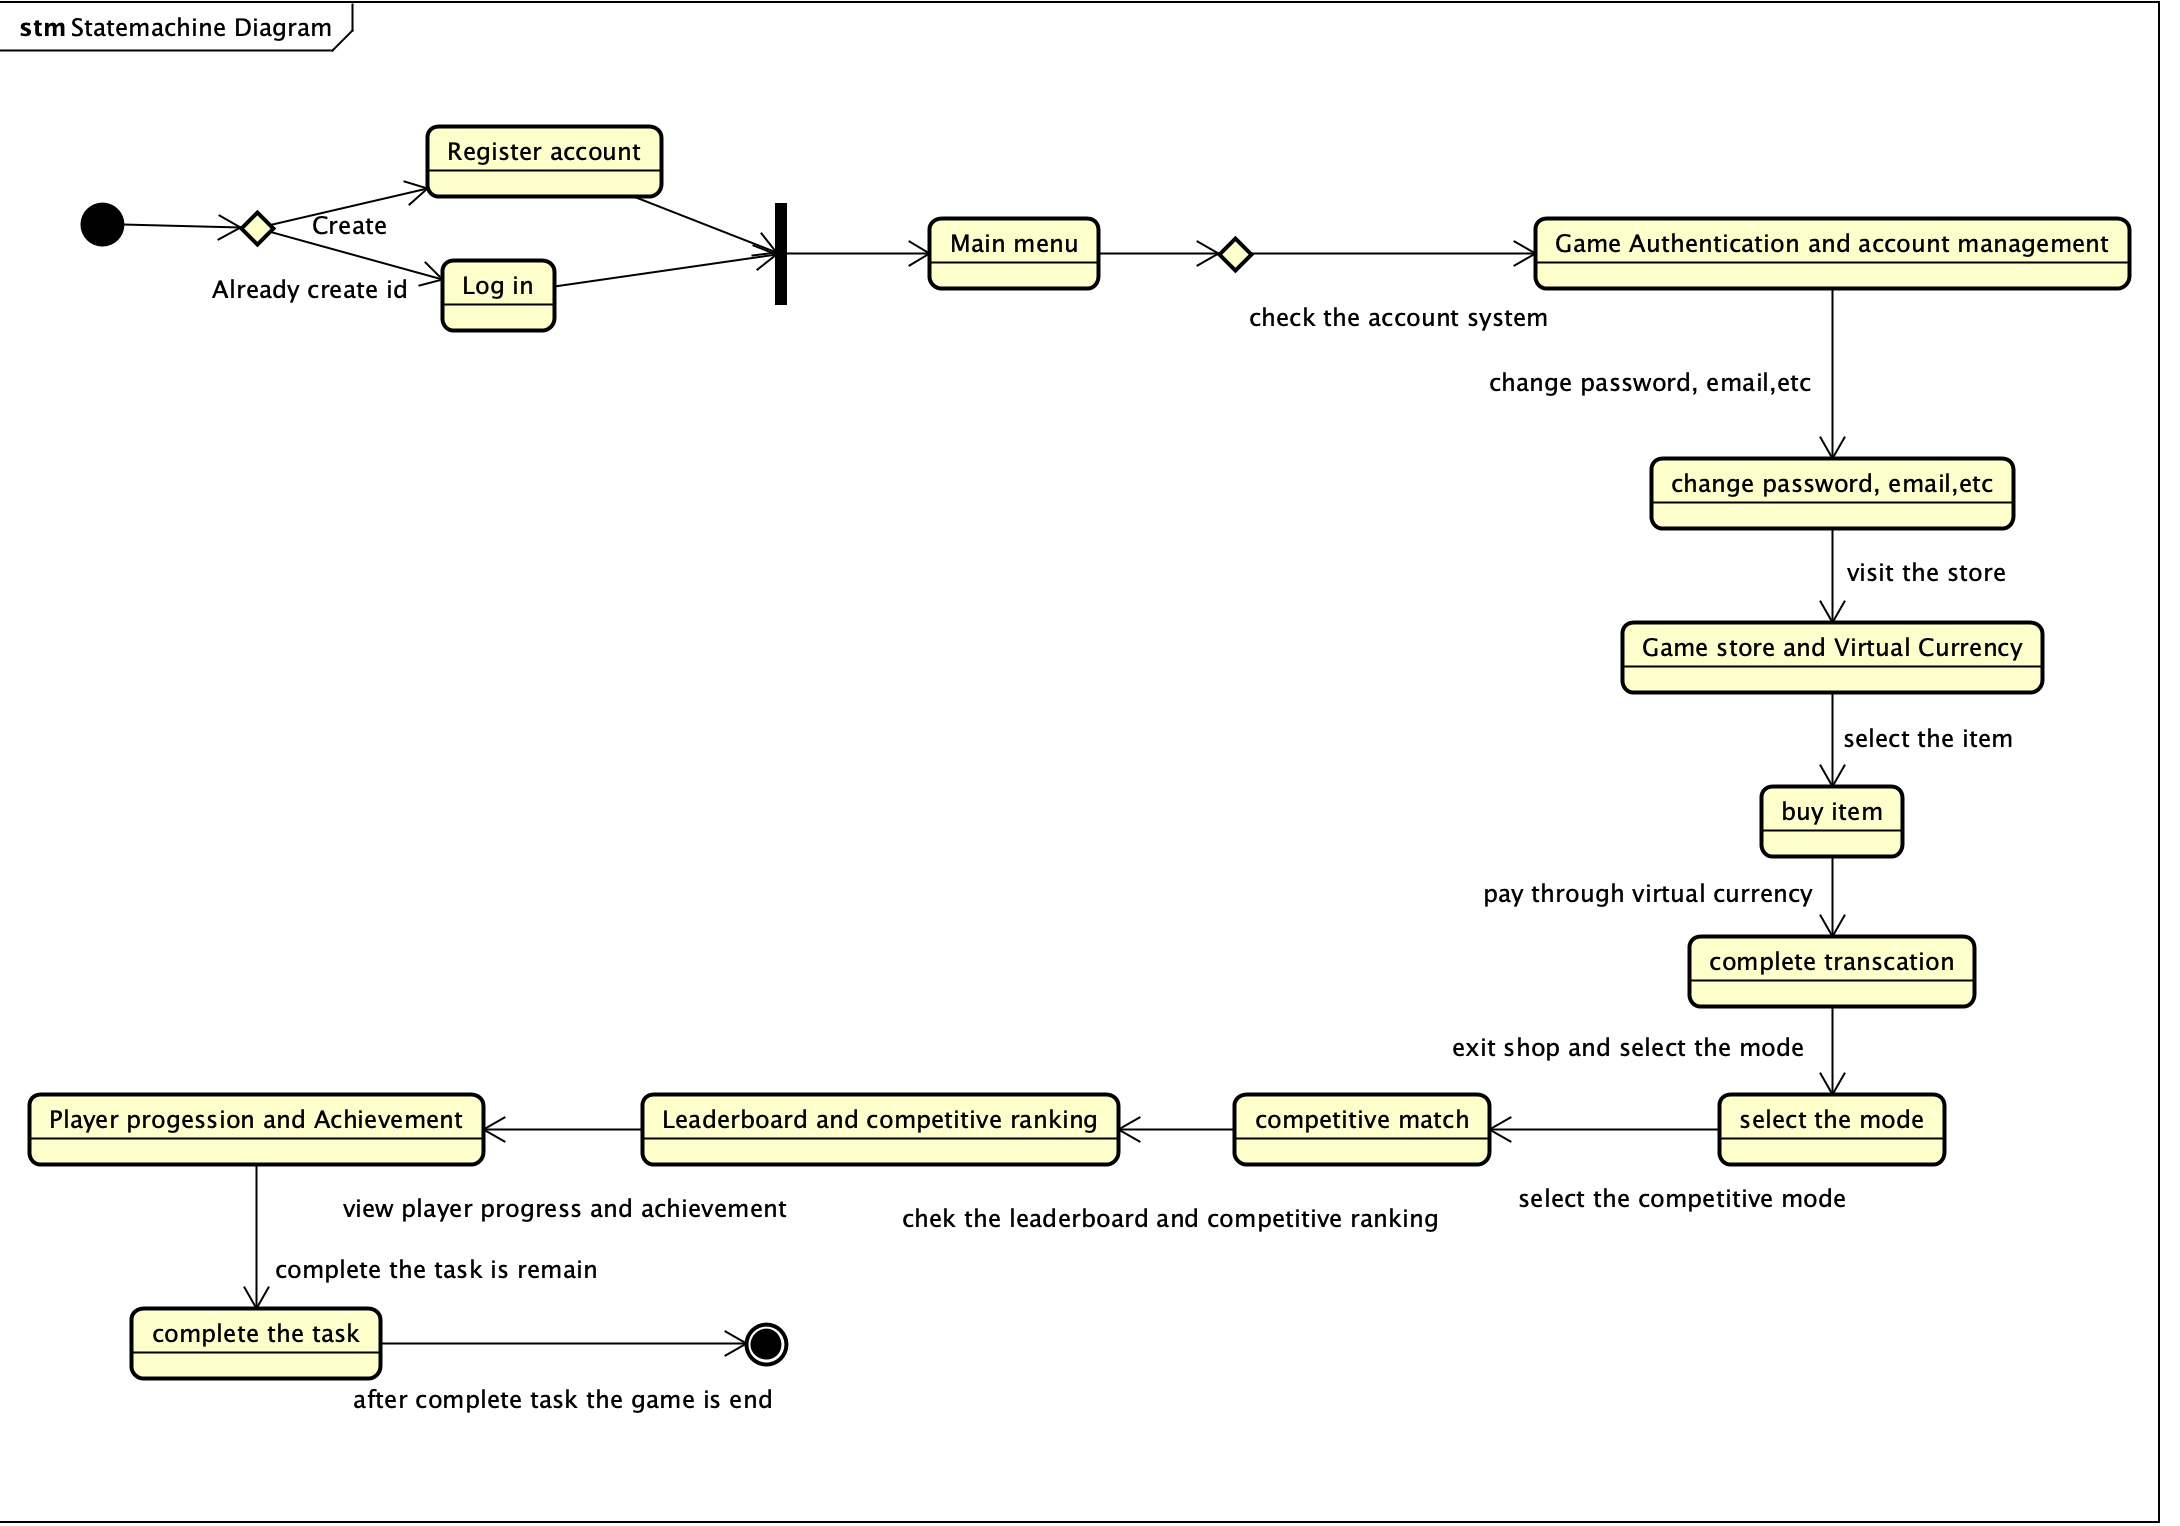 stm Statemachine Diagram
Register account
Create
Already create id
Log in
Main menu
Game Authentication and account management
check the account system
change password, email,etc
change password, email,etc
visit the store
Game store and Virtual Currency
select the item
buy item
pay through virtual currency
complete transcation
exit shop and select the mode
select the mode
select the competitive mode
competitive match
chek the leaderboard and competitive ranking
Leaderboard and competitive ranking
view player progress and achievement
Player progession and Achievement
complete the task is remain
complete the task
after complete task the game is end